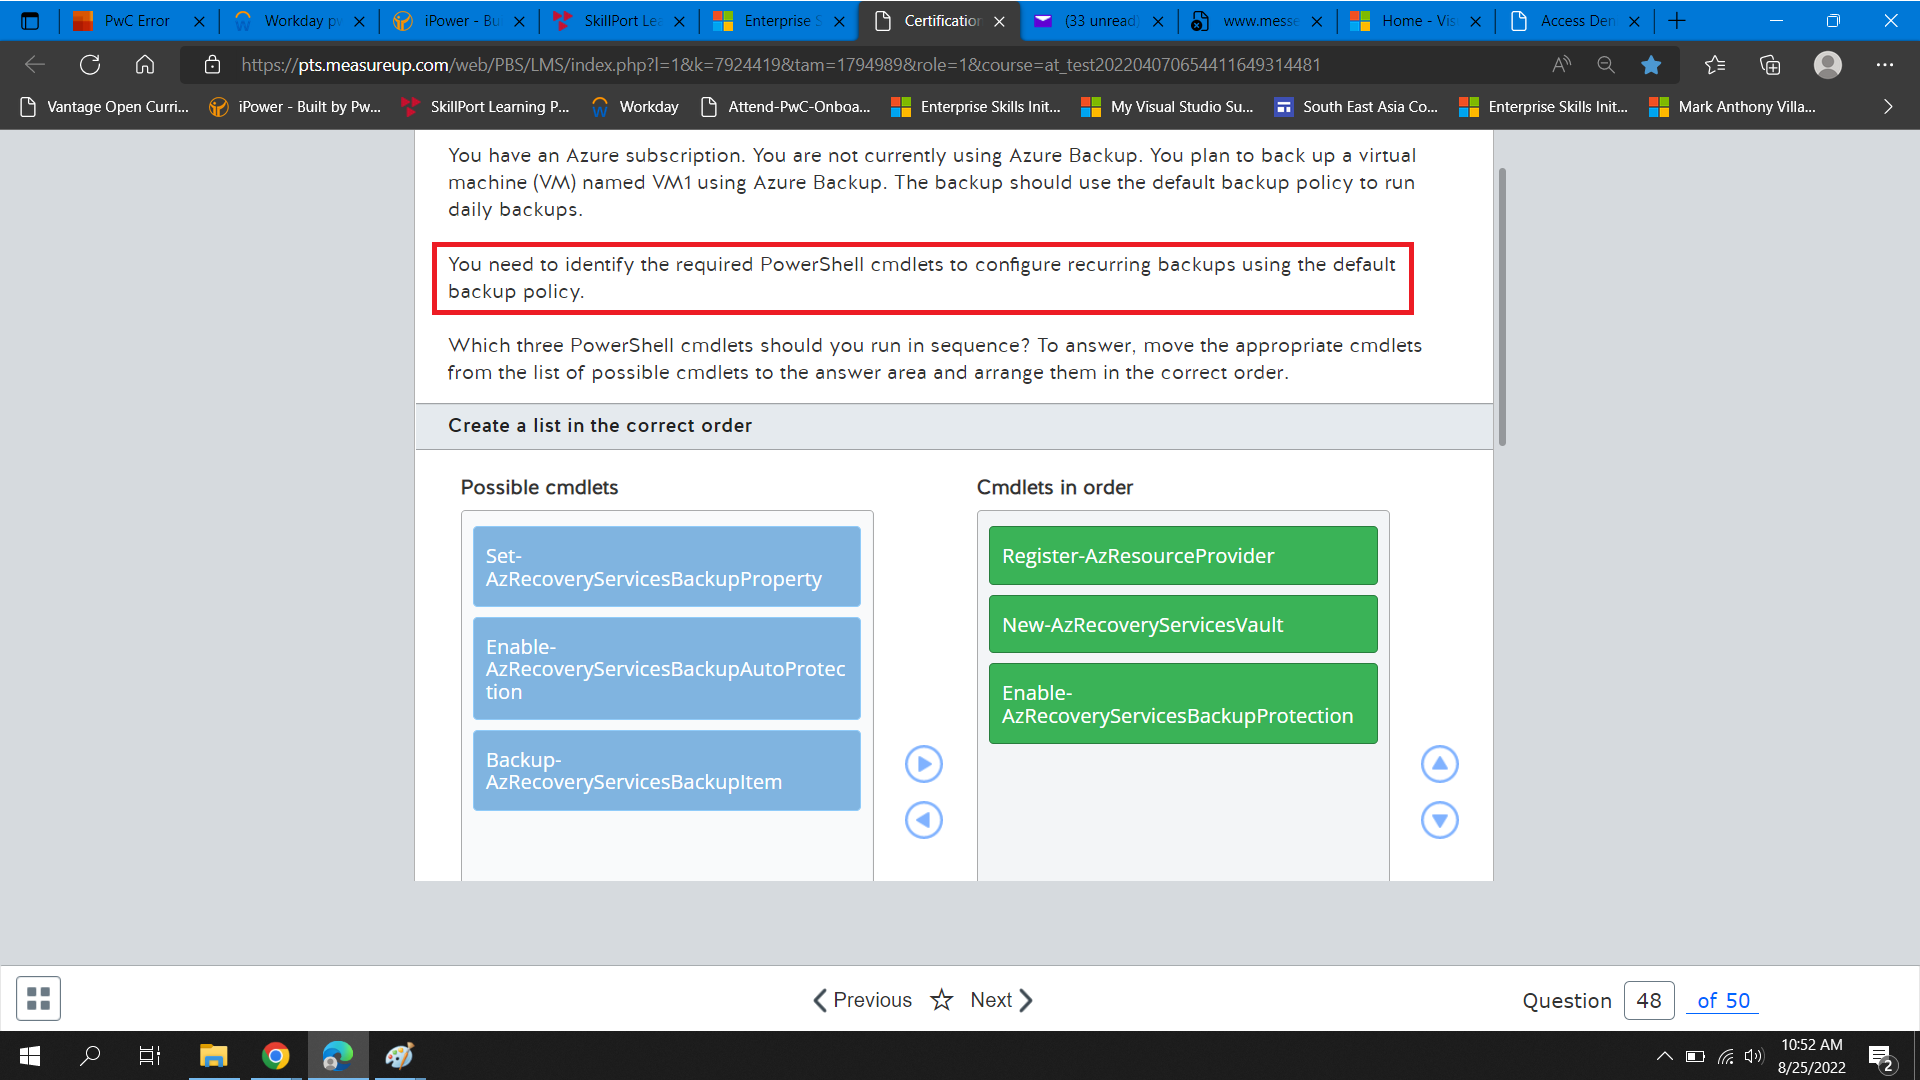 PwC Error
Workday p
iPower - Bu
SkillPort Le
Enterprise S
Certification
(33 unread)
www.messe
Home - Vis
Access Den
https://pts.measureup.com/web/PBS/LMS/index.php?l=1&k=7924419&tam=1794989&role=1&course=at_test202204070654411649314481
Vantage Open Curri...
iPower - Built by Pw...
SkillPort Learning P...
Workday
Attend-PwC-Onboa...
Enterprise Skills Init...
My Visual Studio Su...
South East Asia Co...
Enterprise Skills Init...
Mark Anthony Villa...
You have an Azure subscription. You are not currently using Azure Backup. You plan to back up a virtual
machine (VM) named VM1 using Azure Backup. The backup should use the default backup policy to run
daily backups.
You need to identify the required PowerShell cmdlets to configure recurring backups using the default
backup policy.
Which three PowerShell cmdlets should you run in sequence? To answer, move the appropriate cmdlets
from the list of possible cmdlets to the answer area and arrange them in the correct order.
Create a list in the correct order
Possible cmdlets
Set-
AzRecoveryServicesBackupProperty
Enable-
AzRecoveryServicesBackupAutoProtec
tion
Backup-
AzRecoveryServicesBackupItem
Cmdlets in order
Register-AzResourceProvider
New-AzRecoveryServicesVault
Enable-
AzRecoveryServicesBackupProtection
Previous
Next
Question 48 of 50
10:52 AM
8/25/2022
2